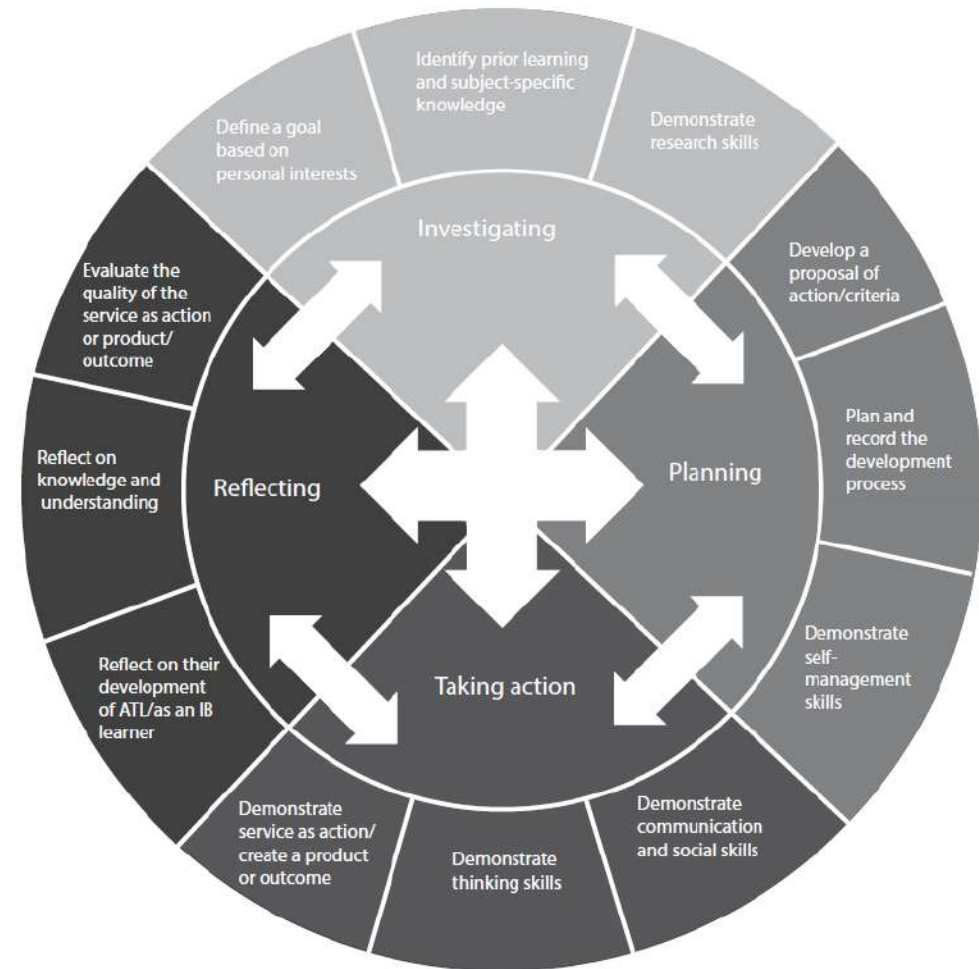 Identify prior learning
and subject-specific
knowledge
Define a goal
based on
personal interests
Demonstrate
research skills
Investigating
Develop a
proposal of
action/criteria
Plan and
record the
development
process
Demonstrate
self-
management
skills
Planning
Demonstrate
communication
and social skills
Demonstrate
thinking skills
Demonstrate
service as action/
create a product
or outcome
Taking action
Reflect on their
development
of ATL/as an IB
learner
Reflect on
knowledge and
understanding
Evaluate the
quality of the
service as action
or product/
outcome
Reflecting